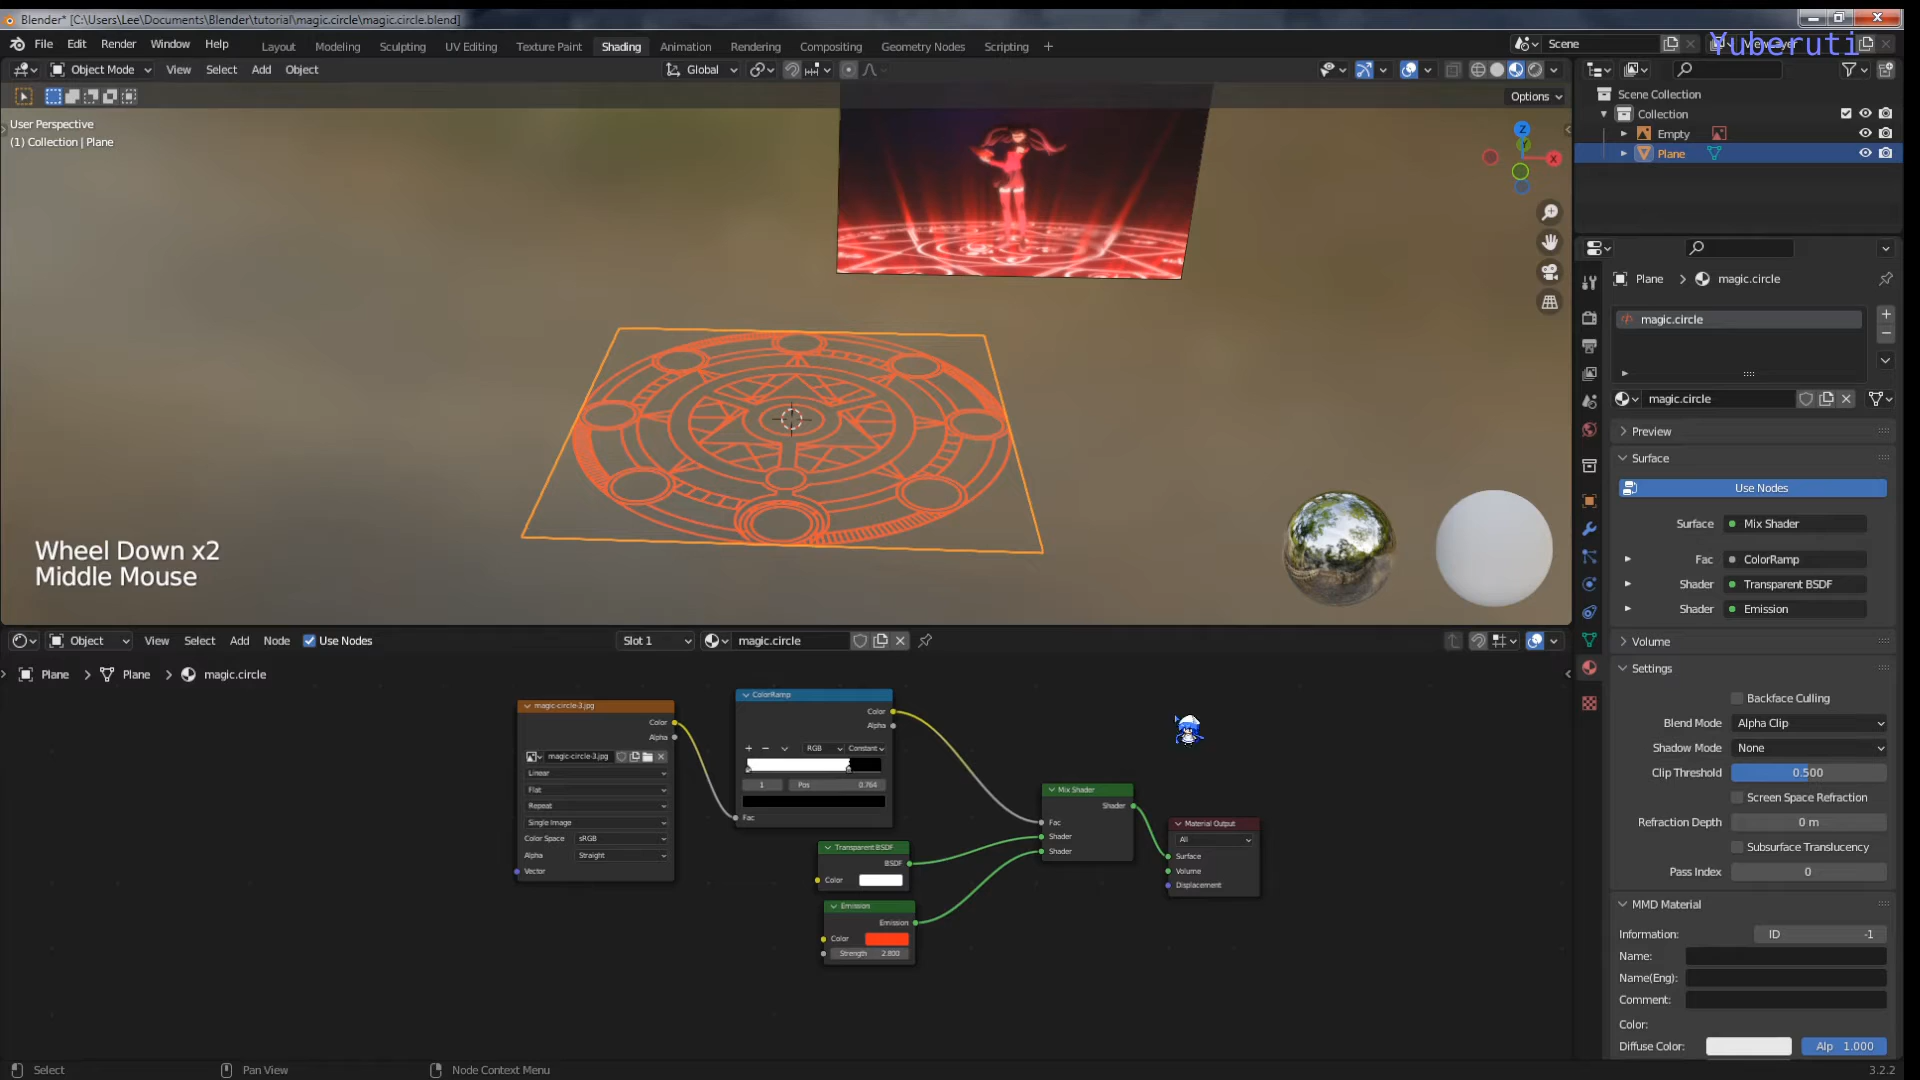 Blender* [C:\Users\Lee\Documents\Blender\tutorial\magic.circle\magic.circle.blend]
File Edit Render Window Help Layout Modeling Sculpting UV Editing Texture Paint Shading Animation Rendering Compositing Geometry Nodes Scripting + Scene
Yuberuti
Object Mode View Select Add Object Global
Options
User Perspective
(1) Collection | Plane
Z
X
Wheel Down x2
Middle Mouse
Scene Collection
Collection
Empty
Plane
Plane > magic.circle
magic.circle
magic.circle
Preview
Surface
Use Nodes
Surface Mix Shader
Fac ColorRamp
Shader Transparent BSDF
Shader Emission
Volume
Settings
Backface Culling
Blend Mode Alpha Clip
Shadow Mode None
Clip Threshold 0.500
Screen Space Refraction
Refraction Depth 0 m
Subsurface Translucency
Pass Index 0
MMD Material
Information: ID -1
Name:
Name(Eng):
Comment:
Color:
Diffuse Color: Alp 1.000
Object View Select Add Node Use Nodes Slot 1 magic.circle
Plane > Plane > magic.circle
magic-circle-3.jpg
Color
Alpha
magic-circle-3.jpg
Linear
Flat
Repeat
Single Image
Color Space sRGB
Alpha Straight
Vector
ColorRamp
Color
Alpha
RGB Constant
1 Pos 0.764
Fac
Transparent BSDF
BSDF
Color
Emission
Emission
Color
Strength 2.800
Mix Shader
Shader
Fac
Shader
Shader
Material Output
All
Surface
Volume
Displacement
Select Pan View Node Context Menu 3.2.2